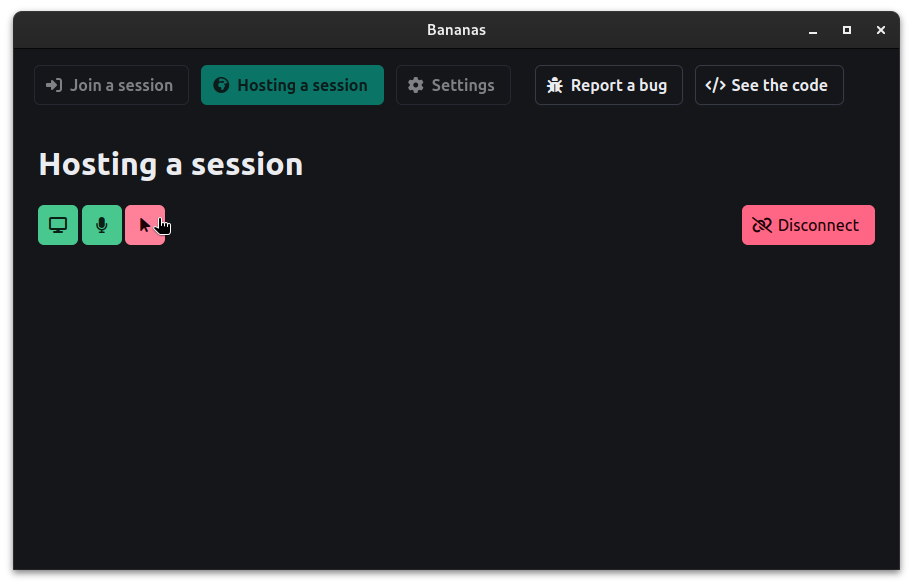 Bananas
Join a session Hosting a session Settings Report a bug See the code
Hosting a session
Disconnect